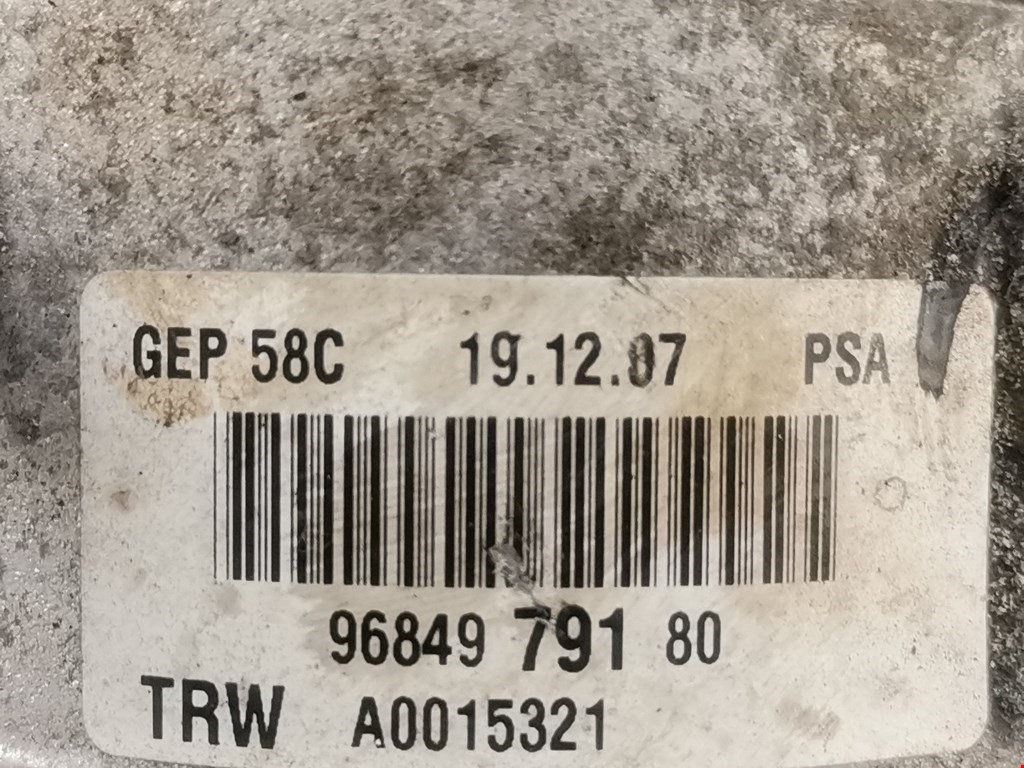 GEP 58C 19.12.07 PSA
96849 791 80
TRW A0015321